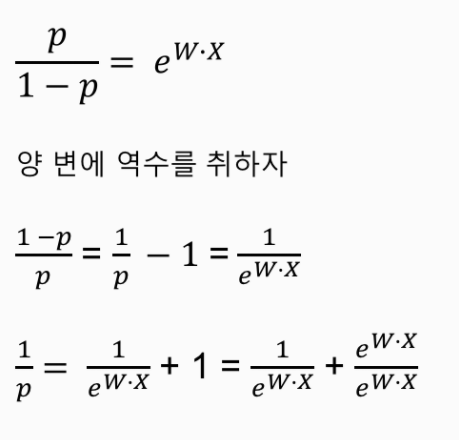 p/(1 − p) = e^(W·X)
양 변에 역수를 취하자
(1 −p)/p = 1/p − 1 = 1/e^(W·X)
1/p = 1/e^(W·X) + 1 = 1/e^(W·X) + e^(W·X)/e^(W·X)